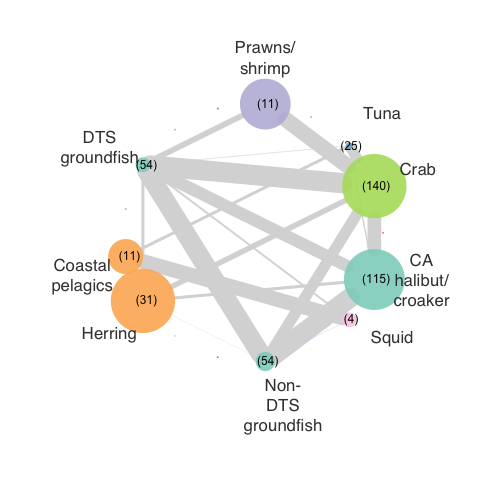 Prawns/
shrimp
(11)
Tuna
(25)
DTS
groundfish
(54)
Crab
(140)
(11)
Coastal
pelagics
(31)
CA
halibut/
croaker
(115)
Herring
(4)
Squid
(54)
Non-
DTS
groundfish